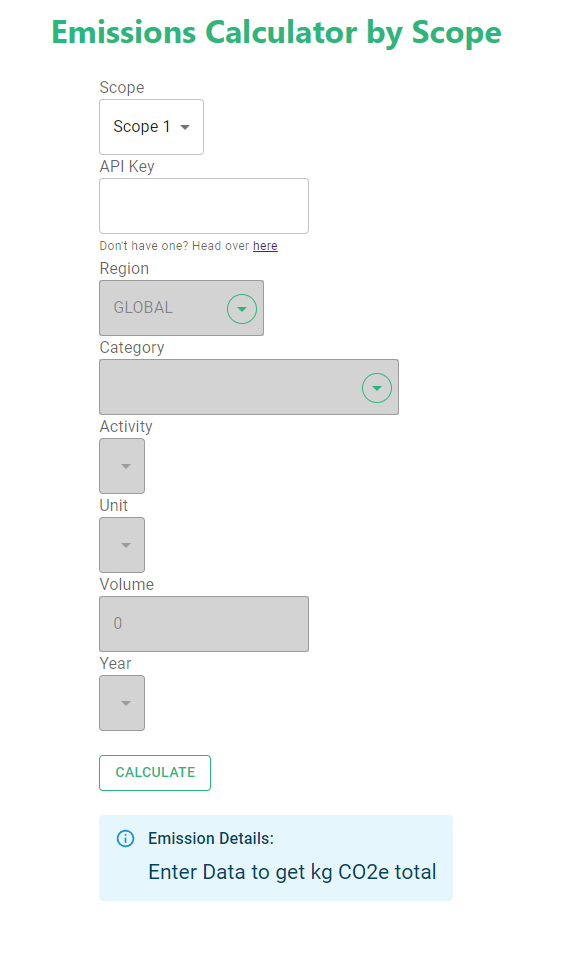 Emissions Calculator by Scope
Scope
Scope 1
API Key
Don't have one? Head over here
Region
GLOBAL
Category
Activity
Unit
Volume
0
Year
CALCULATE
Emission Details:
Enter Data to get kg CO2e total